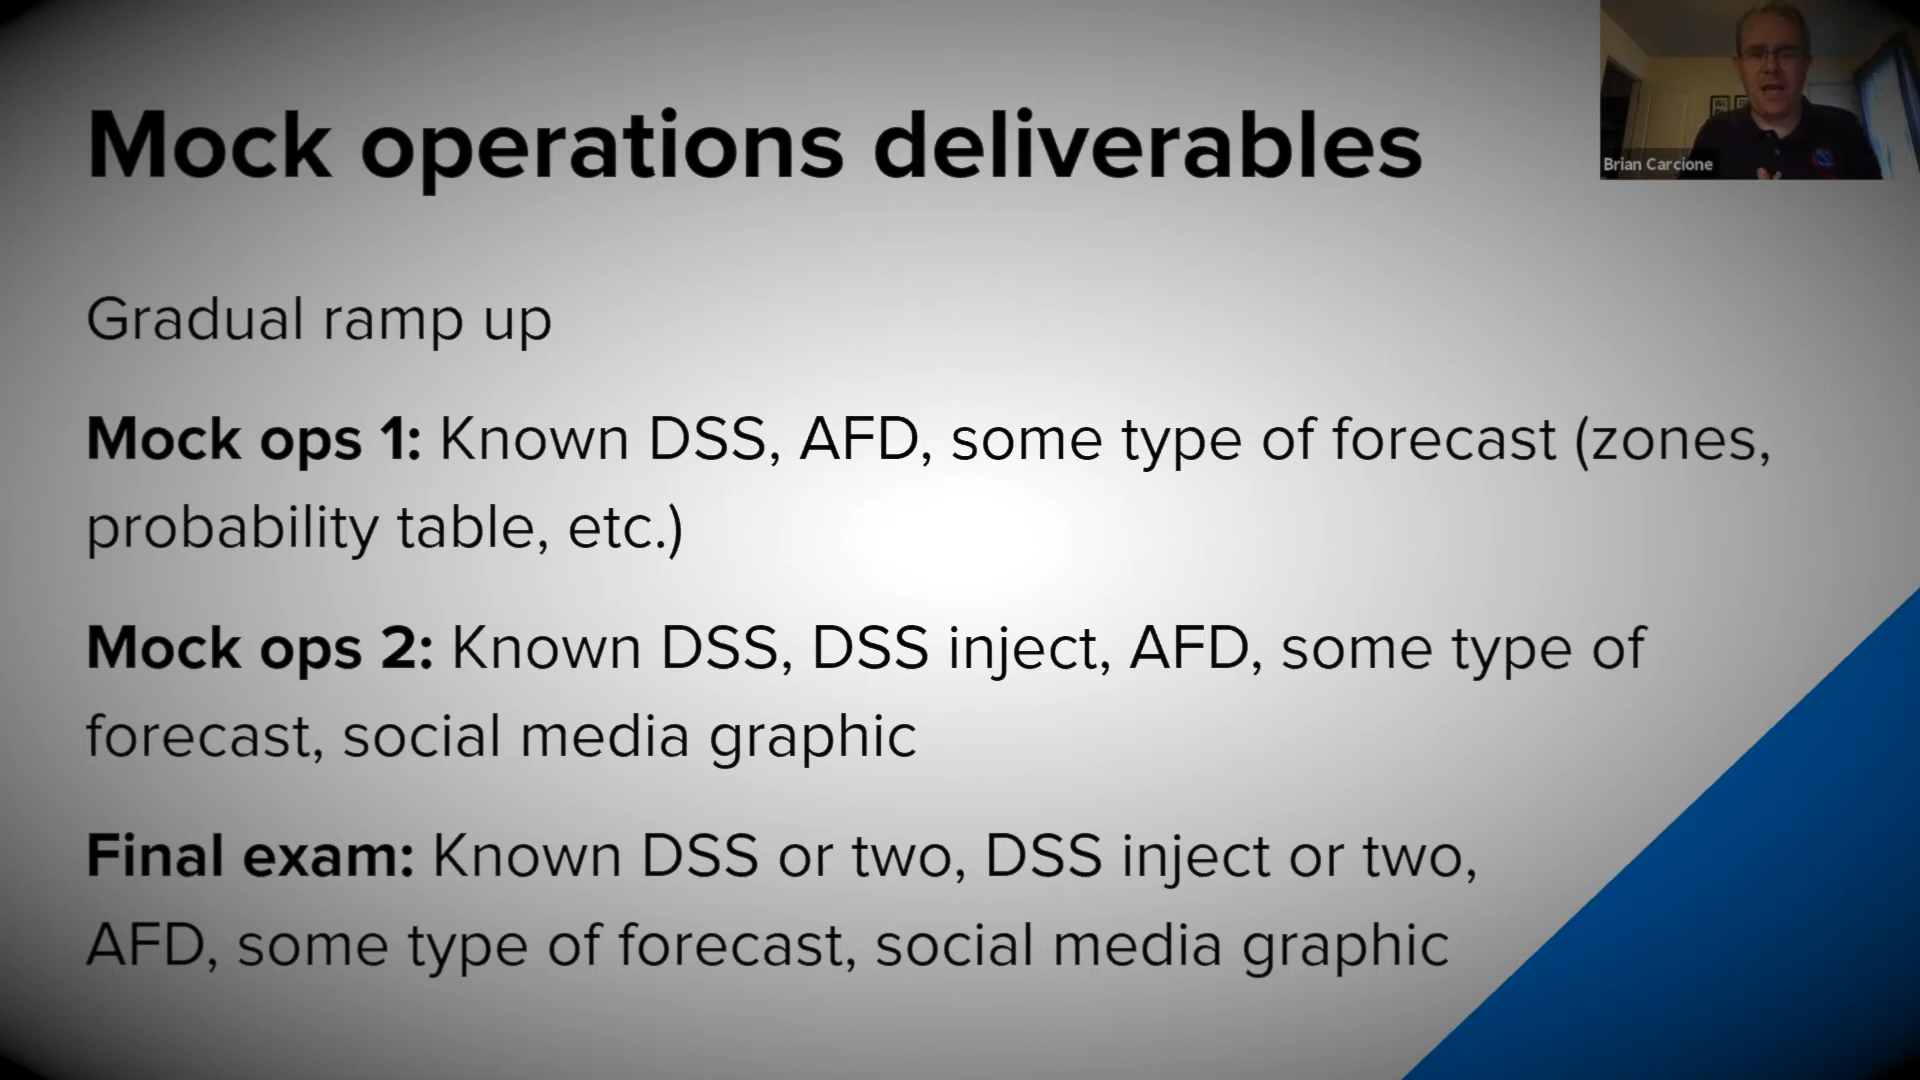 Mock operations deliverables
Brian Carcione
Gradual ramp up
Mock ops 1: Known DSS, AFD, some type of forecast (zones,
probability table, etc.)
Mock ops 2: Known DSS, DSS inject, AFD, some type of
forecast, social media graphic
Final exam: Known DSS or two, DSS inject or two,
AFD, some type of forecast, social media graphic